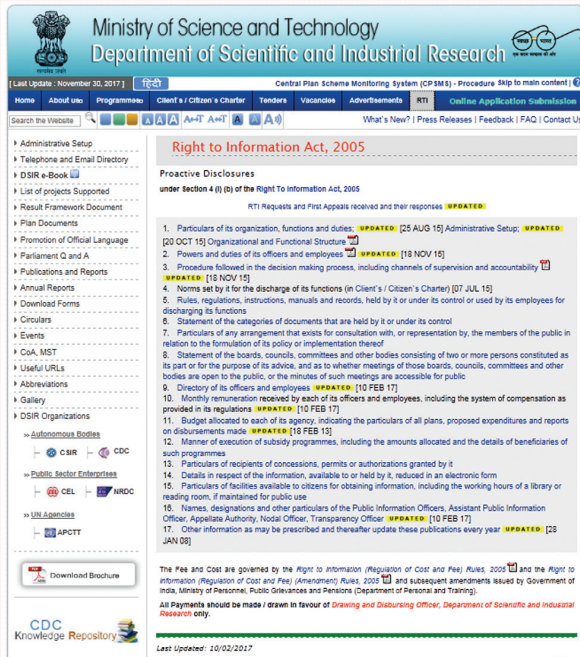 Ministry of Science and Technology
Department of Scientific and Industrial Research
[ Last Update : November 30, 2017 ] हिंदी Central Plan Scheme Monitoring System (CPSMS) - Procedure Skip to main content |
Home About us Programmes Client's / Citizen's Charter Tenders Vacancies Advertisements RTI Online Application Submission
Search the Website A A A A A A A What's New? | Press Releases | Feedback | FAQ | Contact Us
Administrative Setup
Telephone and Email Directory
DSIR e-Book
List of projects Supported
Result Framework Document
Plan Documents
Promotion of Official Language
Parliament Q and A
Publications and Reports
Annual Reports
Download Forms
Circulars
Events
CoA, MST
Useful URLs
Abbreviations
Gallery
DSIR Organizations
>> Autonomous Bodies
CSIR CDC
>> Public Sector Enterprises
CEL NRDC
>> UN Agencies
APCTT
Download Brochure
CDC
Knowledge Repository
Right to Information Act, 2005
Proactive Disclosures
under Section 4 (I) (b) of the Right To Information Act, 2005
RTI Requests and First Appeals received and their responses UPDATED
1. Particulars of its organization, functions and duties; UPDATED [25 AUG 15] Administrative Setup; UPDATED
[20 OCT 15] Organizational and Functional Structure
2. Powers and duties of its officers and employees UPDATED [18 NOV 15]
3. Procedure followed in the decision making process, including channels of supervision and accountability
UPDATED [18 NOV 15]
4. Norms set by it for the discharge of its functions (in Client`s / Citizen`s Charter) [07 JUL 15]
5. Rules, regulations, instructions, manuals and records, held by it or under its control or used by its employees for
discharging its functions
6. Statement of the categories of documents that are held by it or under its control
7. Particulars of any arrangement that exists for consultation with, or representation by, the members of the public in
relation to the formulation of its policy or implementation thereof
8. Statement of the boards, councils, committees and other bodies consisting of two or more persons constituted as
its part or for the purpose of its advice, and as to whether meetings of those boards, councils, committees and other
bodies are open to the public, or the minutes of such meetings are accessible for public
9. Directory of its officers and employees UPDATED [10 FEB 17]
10. Monthly remuneration received by each of its officers and employees, including the system of compensation as
provided in its regulations UPDATED [10 FEB 17]
11. Budget allocated to each of its agency, indicating the particulars of all plans, proposed expenditures and reports
on disbursements made UPDATED [18 FEB 13]
12. Manner of execution of subsidy programmes, including the amounts allocated and the details of beneficiaries of
such programmes
13. Particulars of recipients of concessions, permits or authorizations granted by it
14. Details in respect of the information, available to or held by it, reduced in an electronic form
15. Particulars of facilities available to citizens for obtaining information, including the working hours of a library or
reading room, if maintained for public use
16. Names, designations and other particulars of the Public Information Officers, Assistant Public Information
Officer, Appellate Authority, Nodal Officer, Transparency Officer UPDATED [10 FEB 17]
17. Other information as may be prescribed and thereafter update these publications every year UPDATED [28
JAN 08]
The Fee and Cost are governed by the Right to Information (Regulation of Cost and Fee) Rules, 2005 and the Right to
Information (Regulation of Cost and Fee) (Amendment) Rules, 2005 and subsequent amendments issued by Government of
India, Ministry of Personnel, Public Grievances and Pensions (Department of Personal and Training).
All Payments should be made / drawn in favour of Drawing and Disbursing Officer, Department of Scientific and Industrial
Research only.
Last Updated: 10/02/2017